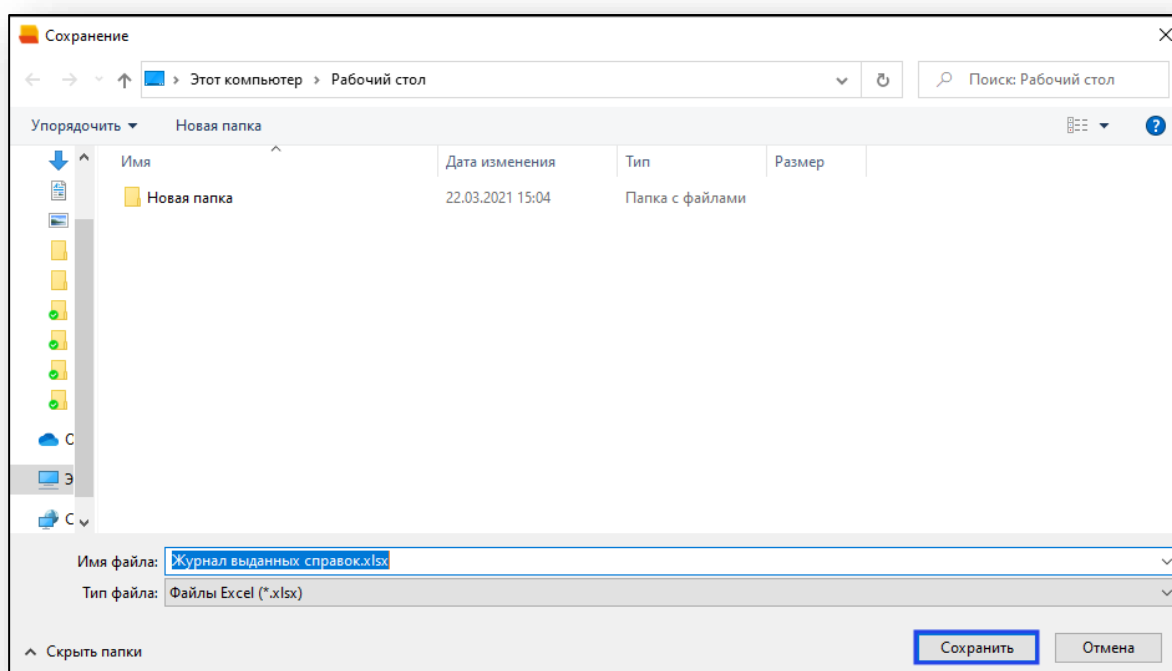 Сохранение
Этот компьютер › Рабочий стол
Поиск: Рабочий стол
Упорядочить Новая папка
Имя Дата изменения Тип Размер
Новая папка 22.03.2021 15:04 Папка с файлами
О
Э
С
Имя файла: Журнал выданных справок.xlsx
Тип файла: Файлы Excel (*.xlsx)
Скрыть папки Сохранить Отмена